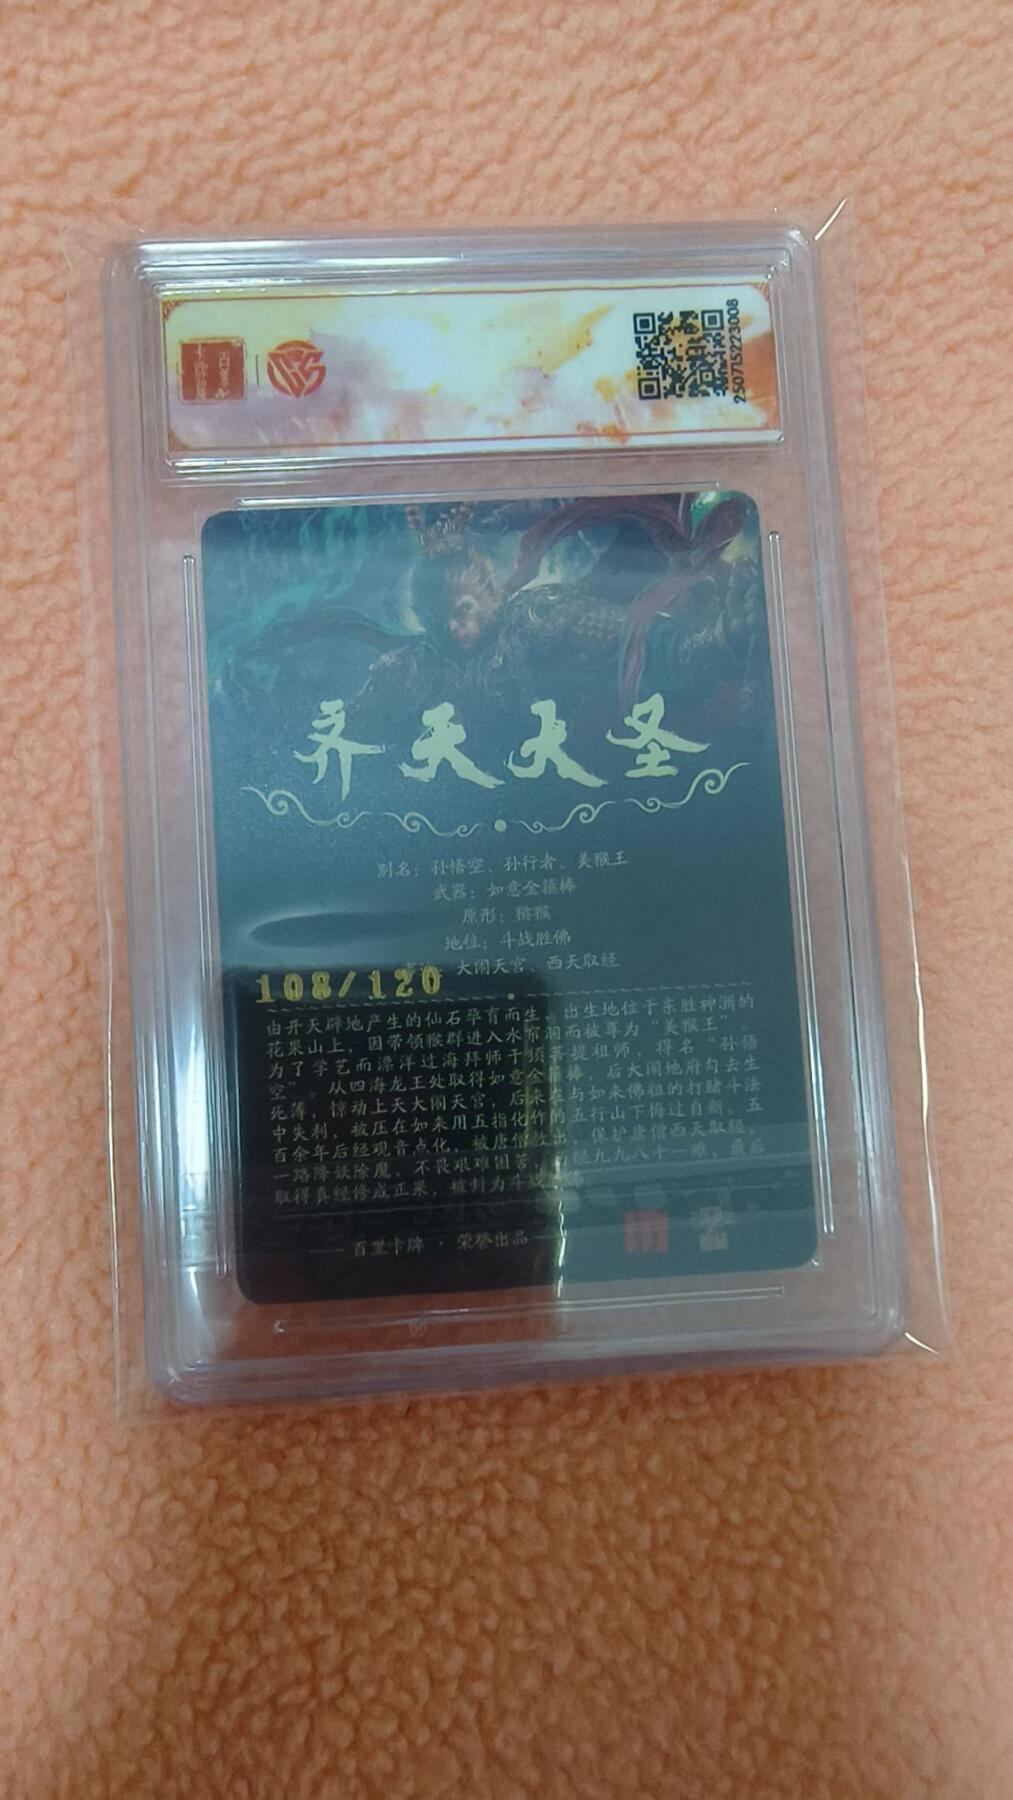 250715223008
齐天大圣
别名：孙悟空、孙行者、美猴王
武器：如意金箍棒
原形：猕猴
地位：斗战胜佛
大闹天宫、西天取经
108/120
由开天辟地产生的仙石孕育而生，出生地位于东胜神洲的
花果山上，因带领猴群进入水帘洞而被尊为“美猴王”。
为了学艺而漂洋过海拜师于须菩提祖师，得名“孙悟
空”。从四海龙王处取得如意金箍棒，后大闹地府勾去生
死簿，惊动上天大闹天宫，后来在与如来佛祖的打赌斗法
中失利，被压在如来用五指化作的五行山下悔过自新。五
百余年后经观音点化，被唐僧救出，保护唐僧西天取经，
一路降妖除魔，不畏艰难困苦，历经九九八十一难，最后
取得真经修成正果，被封为斗战胜佛
百里卡牌 · 荣誉出品